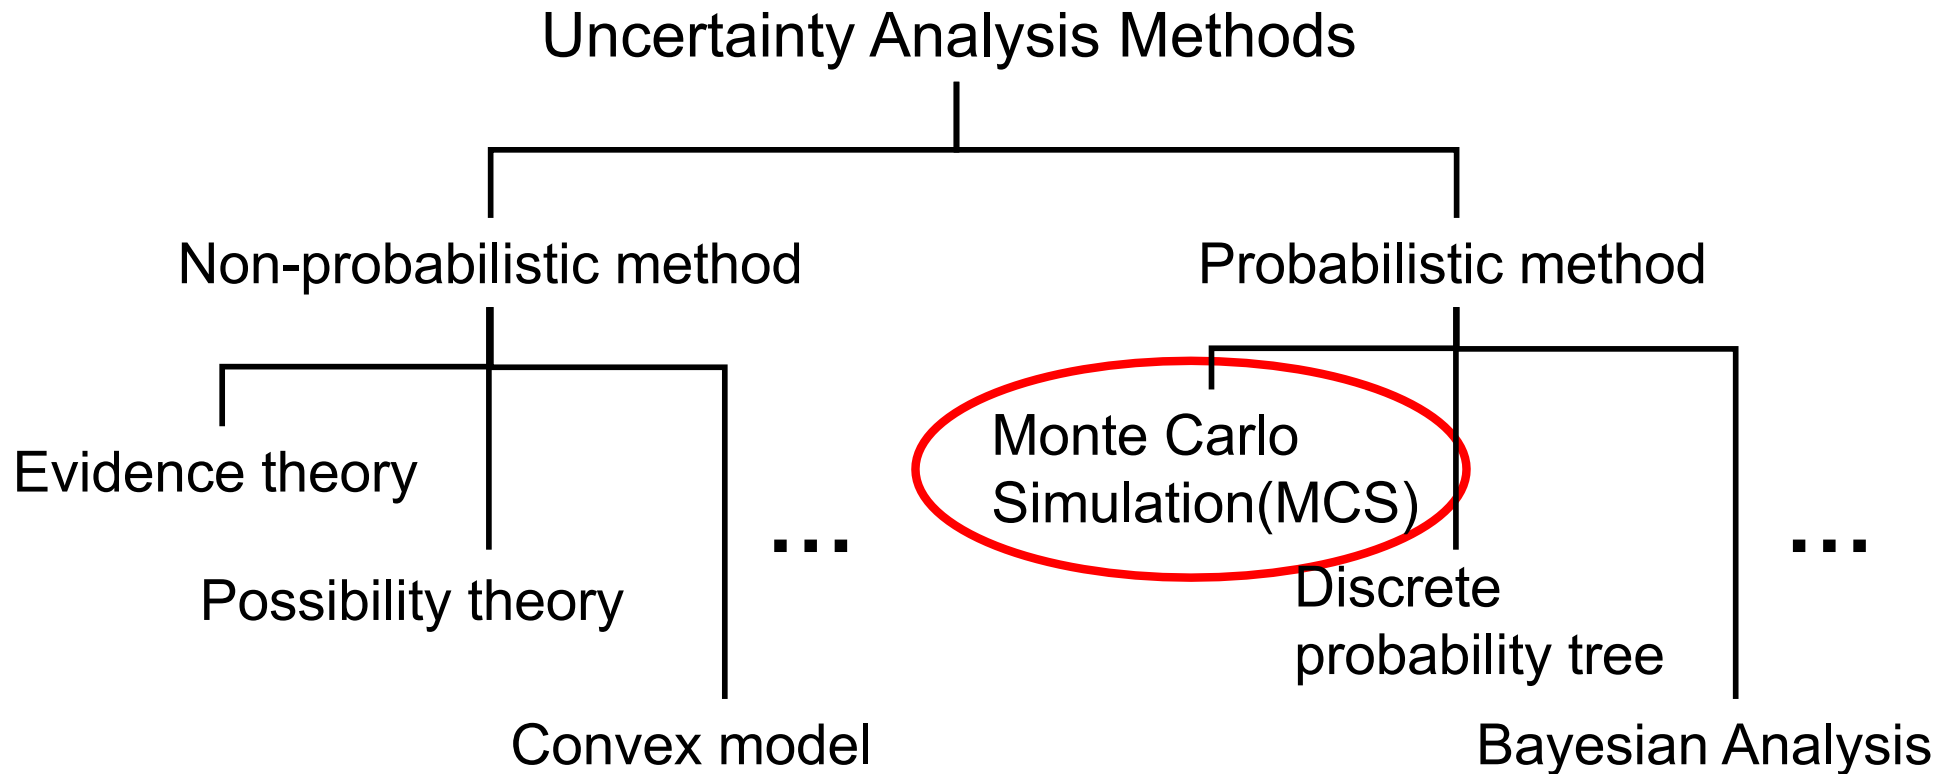 Uncertainty Analysis Methods
Non-probabilistic method
Probabilistic method
Evidence theory
Possibility theory
Convex model
...
Monte Carlo
Simulation(MCS)
Discrete
probability tree
Bayesian Analysis
...